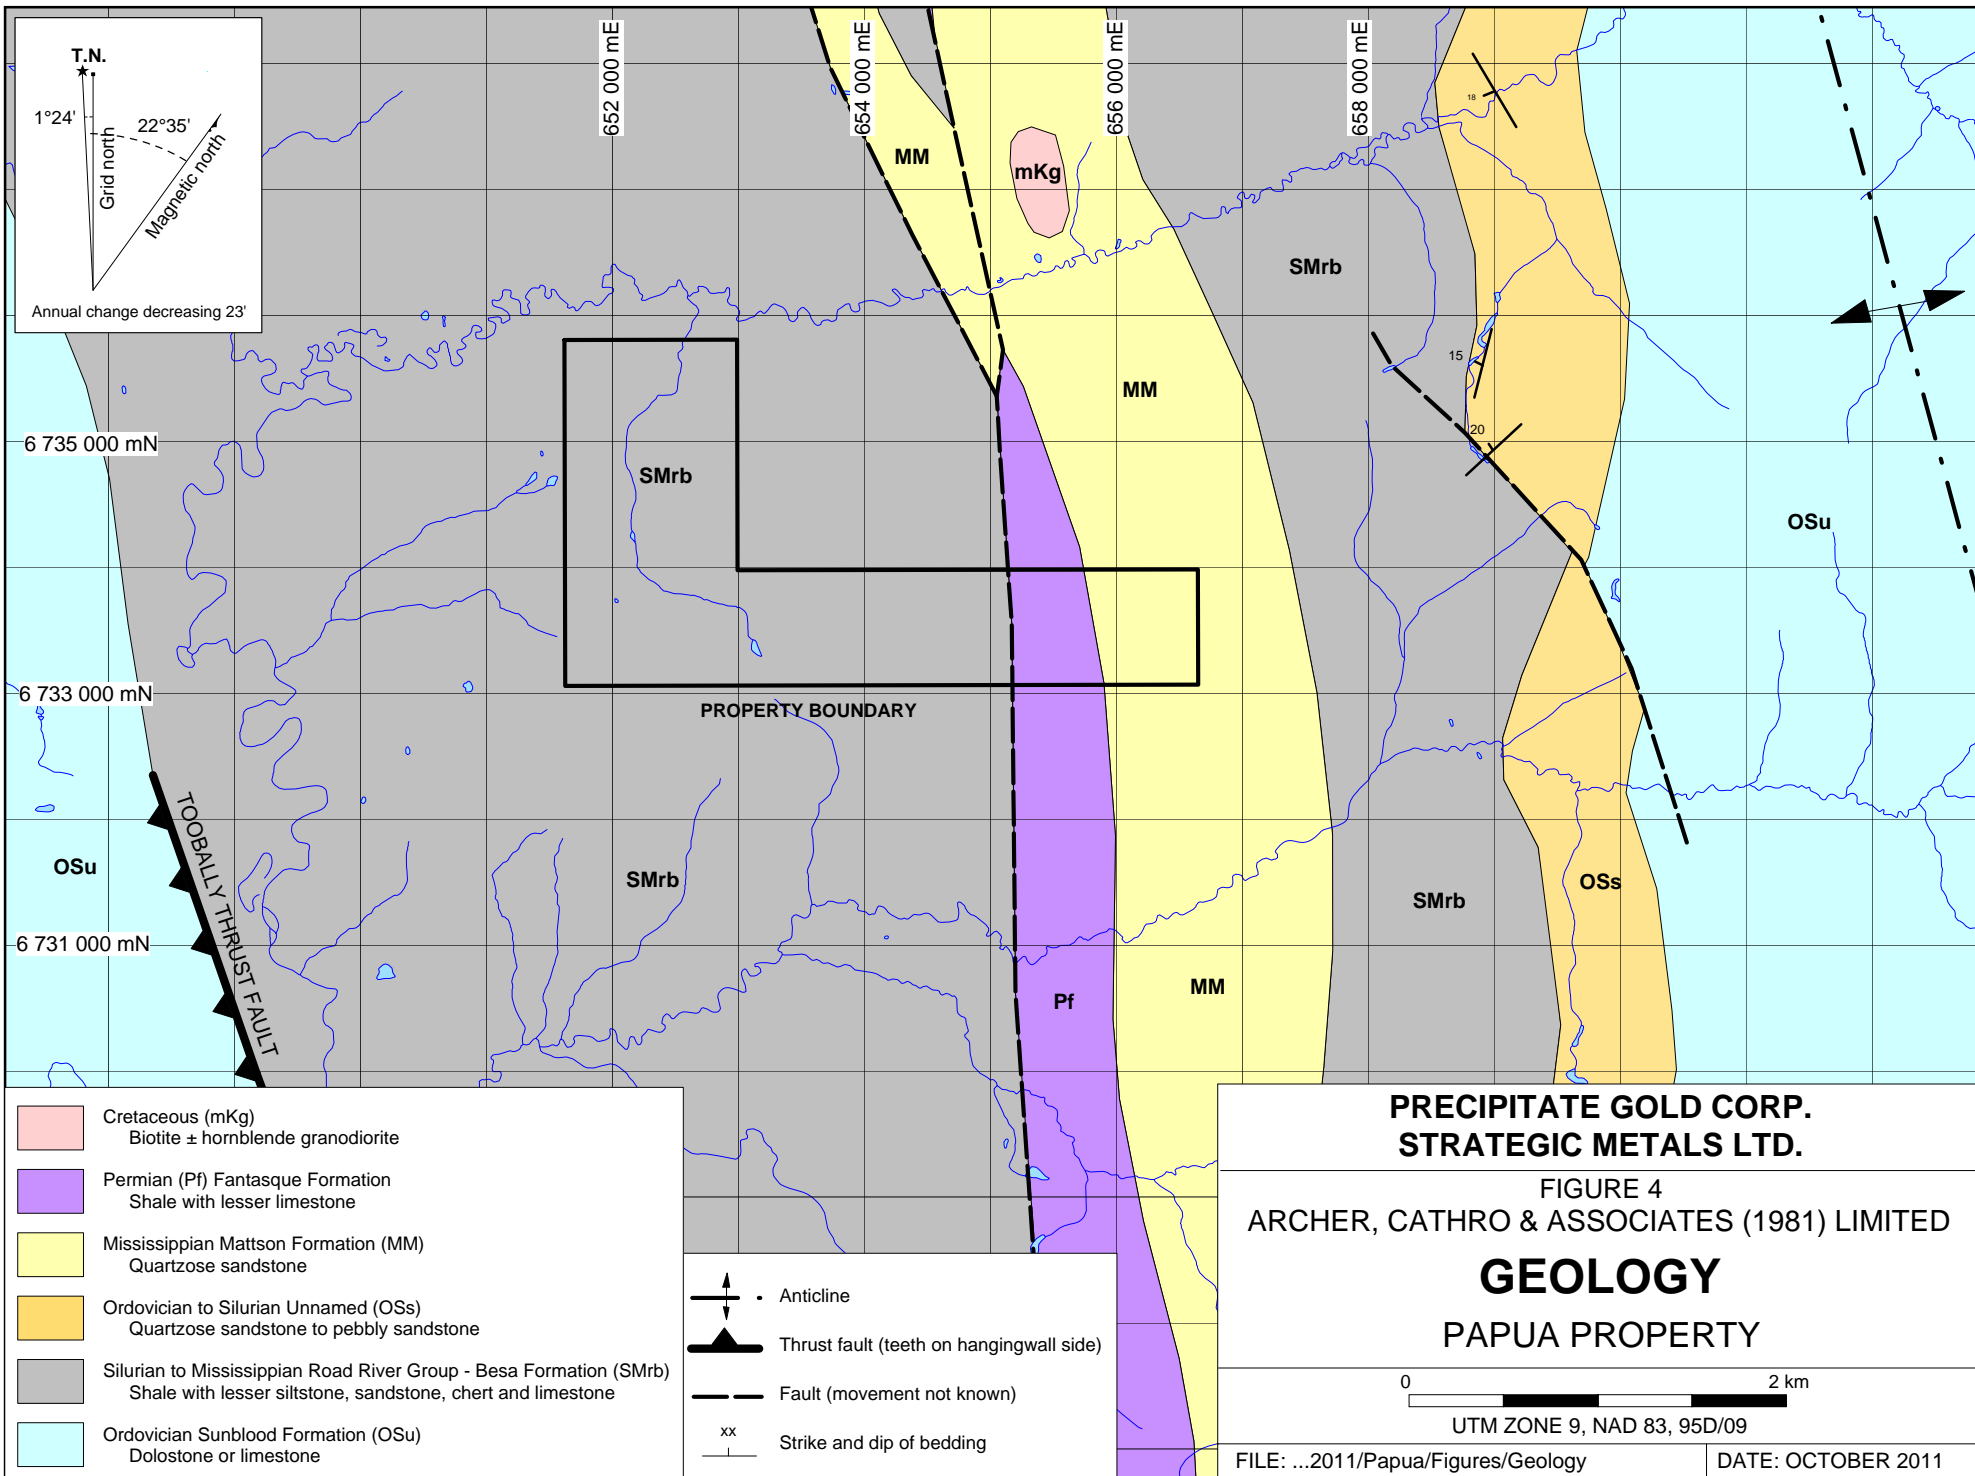 T.N.
1°24'
22°35'
Grid north
Magnetic north
Annual change decreasing 23'
652 000 mE
654 000 mE
656 000 mE
658 000 mE
18
MM
mKg
SMrb
15
MM
20
6 735 000 mN
SMrb
OSu
6 733 000 mN
PROPERTY BOUNDARY
TOOBALLY THRUST FAULT
OSu
SMrb
OSs
SMrb
6 731 000 mN
MM
Pf
Cretaceous (mKg)
Biotite ± hornblende granodiorite
Permian (Pf) Fantasque Formation
Shale with lesser limestone
Mississippian Mattson Formation (MM)
Quartzose sandstone
Ordovician to Silurian Unnamed (OSs)
Quartzose sandstone to pebbly sandstone
Silurian to Mississippian Road River Group - Besa Formation (SMrb)
Shale with lesser siltstone, sandstone, chert and limestone
Ordovician Sunblood Formation (OSu)
Dolostone or limestone
Anticline
Thrust fault (teeth on hangingwall side)
Fault (movement not known)
xx
Strike and dip of bedding
PRECIPITATE GOLD CORP.
STRATEGIC METALS LTD.
FIGURE 4
ARCHER, CATHRO & ASSOCIATES (1981) LIMITED
GEOLOGY
PAPUA PROPERTY
0 2 km
UTM ZONE 9, NAD 83, 95D/09
FILE: ...2011/Papua/Figures/Geology
DATE: OCTOBER 2011